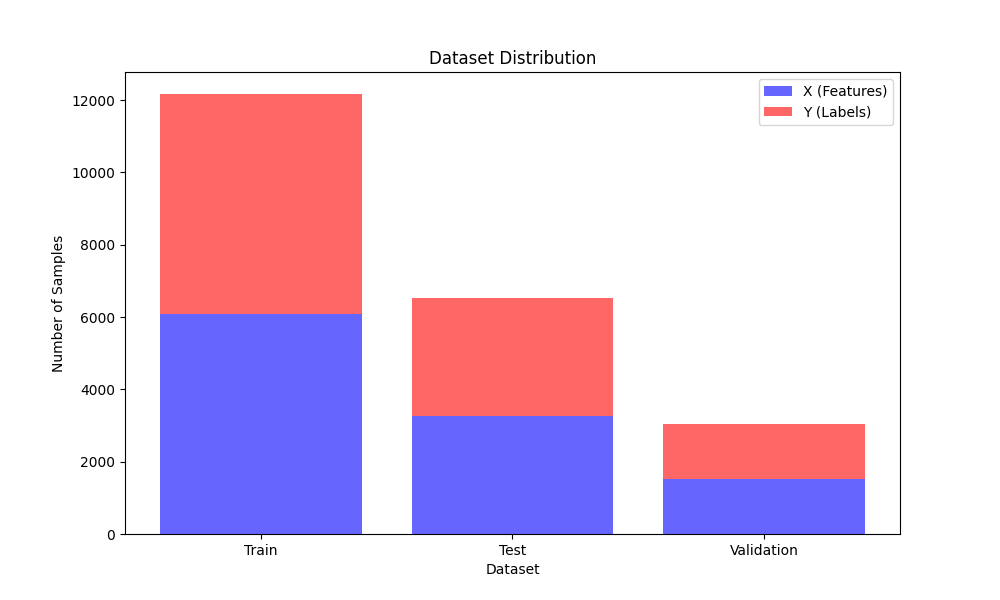 Dataset Distribution
X (Features)
Y (Labels)
12000
10000
8000
6000
4000
2000
0
Number of Samples
Train
Test
Validation
Dataset